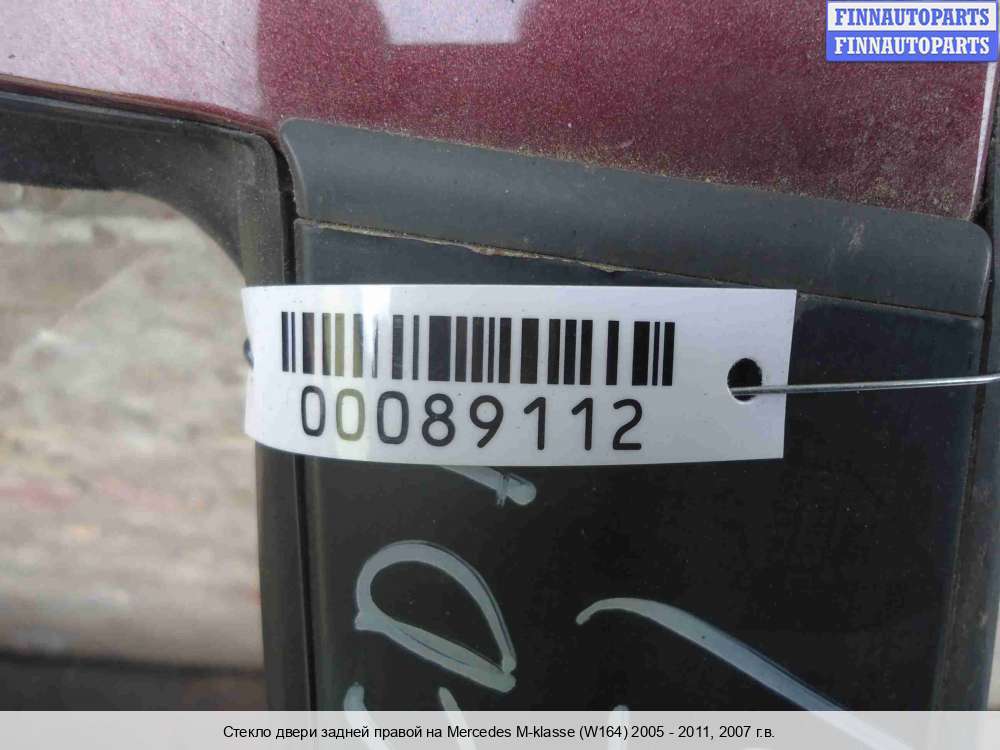 FINNAUTOPARTS
FINNAUTOPARTS
00089112
Стекло двери задней правой на Mercedes M-klasse (W164) 2005 - 2011, 2007 г.в.